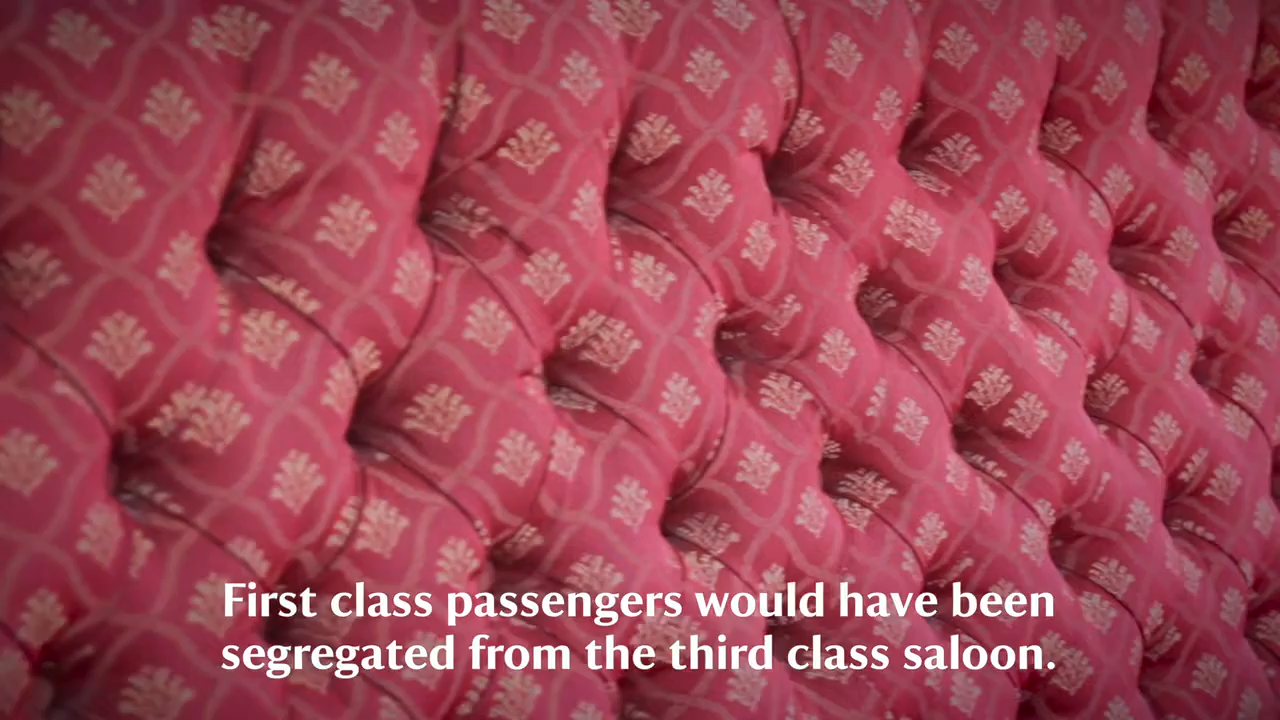 First class passengers would have been
segregated from the third class saloon.